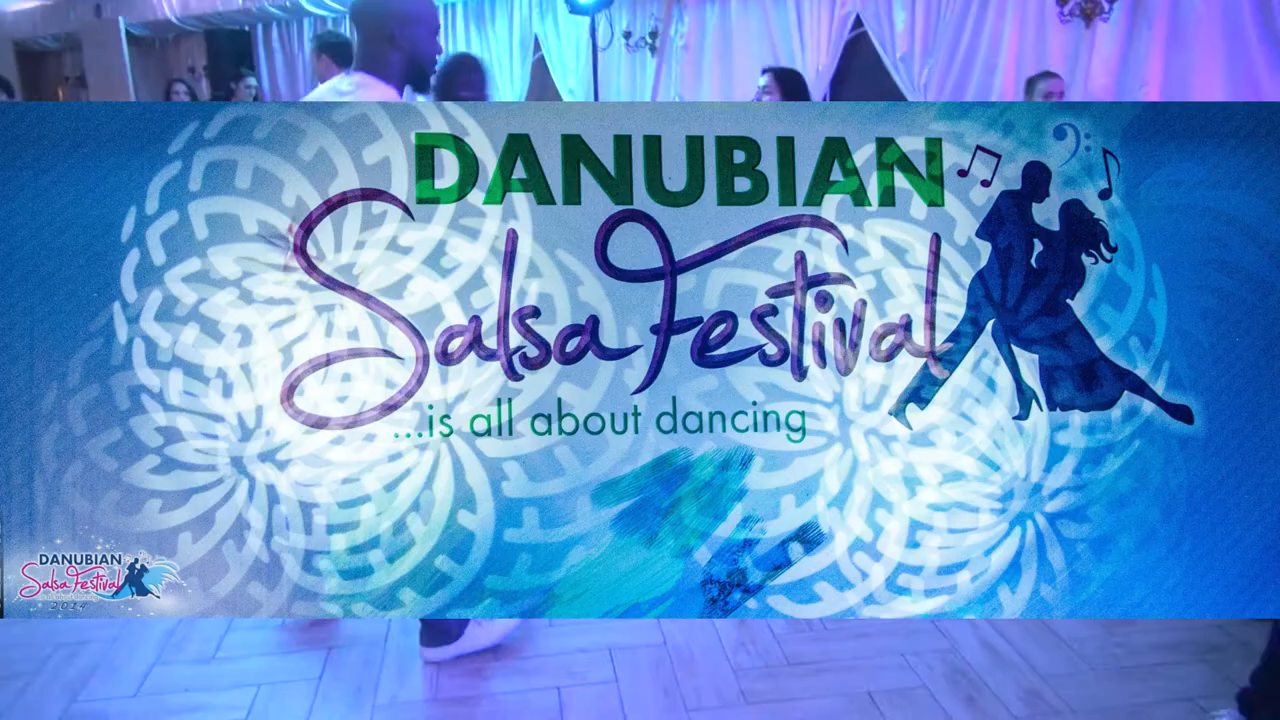 DANUBIAN
Salsa Festival
...is all about dancing
DANUBIAN
Salsa Festival
2024